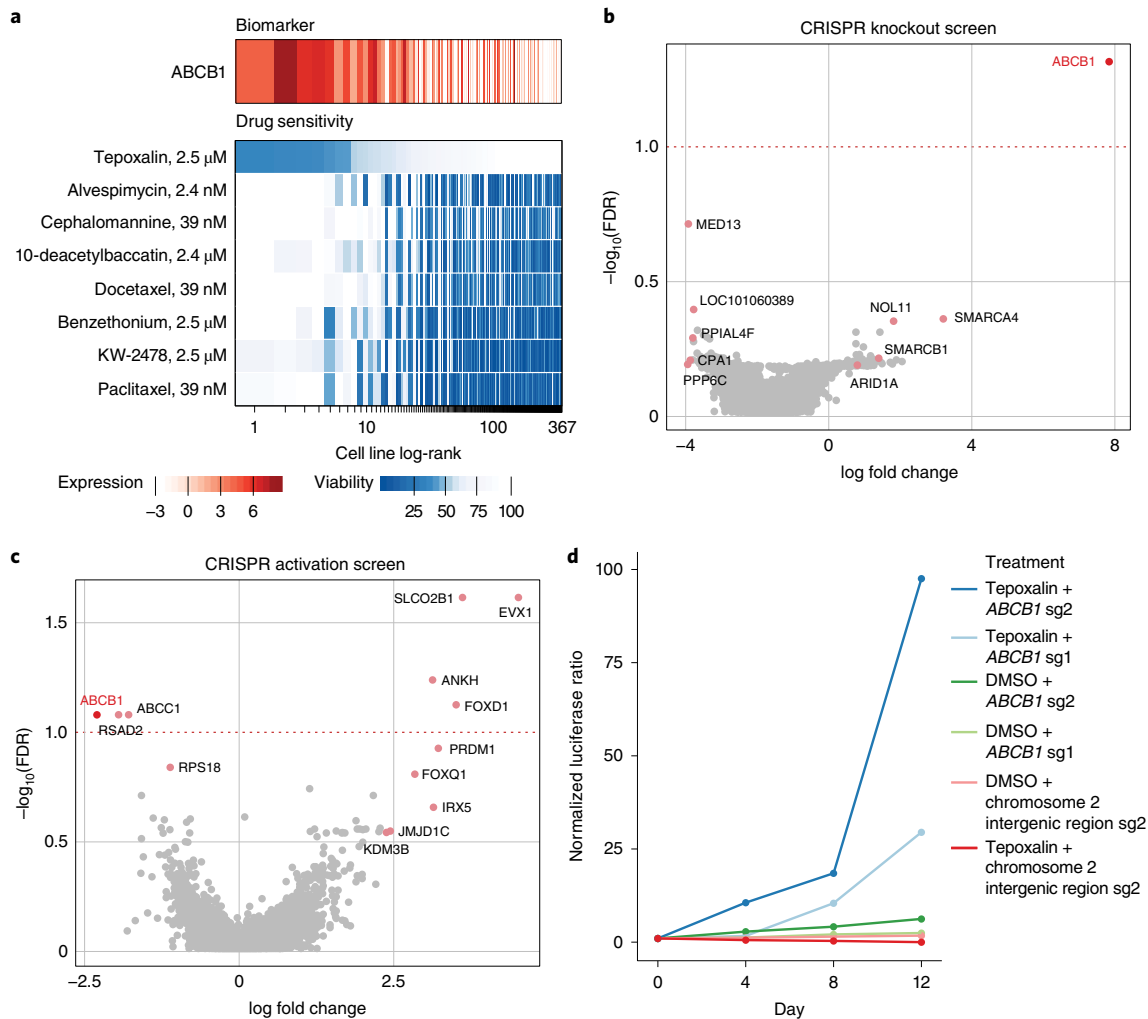 a
Biomarker
ABCB1
Drug sensitivity
Tepoxalin, 2.5 μM
Alvespimycin, 2.4 nM
Cephalomannine, 39 nM
10-deacetylbaccatin, 2.4 μM
Docetaxel, 39 nM
Benzethonium, 2.5 μM
KW-2478, 2.5 μM
Paclitaxel, 39 nM
1 10 100 367
Cell line log-rank
Expression
−3 0 3 6
Viability
25 50 75 100
b
CRISPR knockout screen
ABCB1
1.0
MED13
−log10(FDR)
0.5
LOC101060389
NOL11
SMARCA4
PPIAL4F
SMARCB1
CPA1
PPP6C
ARID1A
0
−4 0 4 8
log fold change
c
CRISPR activation screen
SLCO2B1
EVX1
1.5
ANKH
ABCB1
ABCC1
FOXD1
RSAD2
1.0
PRDM1
RPS18
FOXQ1
−log10(FDR)
IRX5
0.5
JMJD1C
KDM3B
0
−2.5 0 2.5
log fold change
d
100
75
50
25
0
Normalized luciferase ratio
0 4 8 12
Day
Treatment
Tepoxalin +
ABCB1 sg2
Tepoxalin +
ABCB1 sg1
DMSO +
ABCB1 sg2
DMSO +
ABCB1 sg1
DMSO +
chromosome 2
intergenic region sg2
Tepoxalin +
chromosome 2
intergenic region sg2